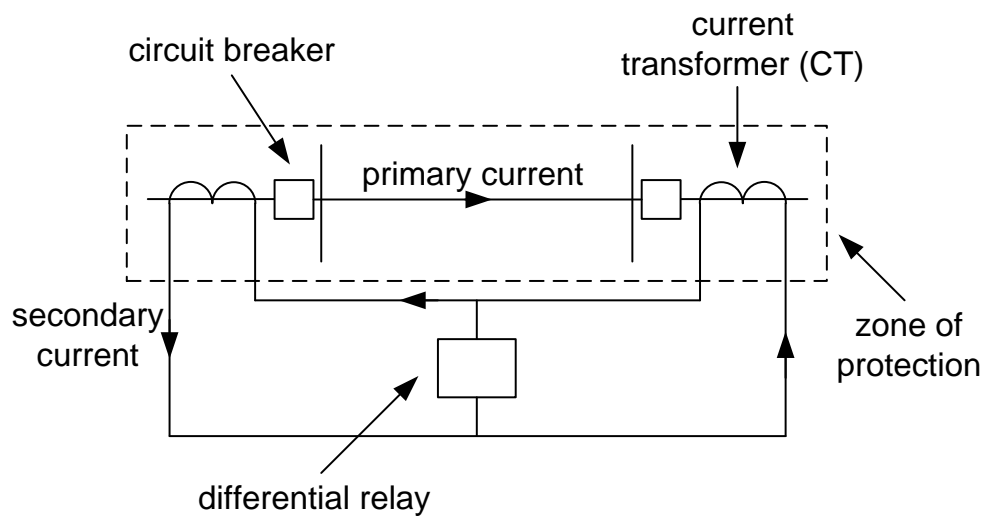 circuit breaker
current
transformer (CT)
primary current
secondary
current
zone of
protection
differential relay